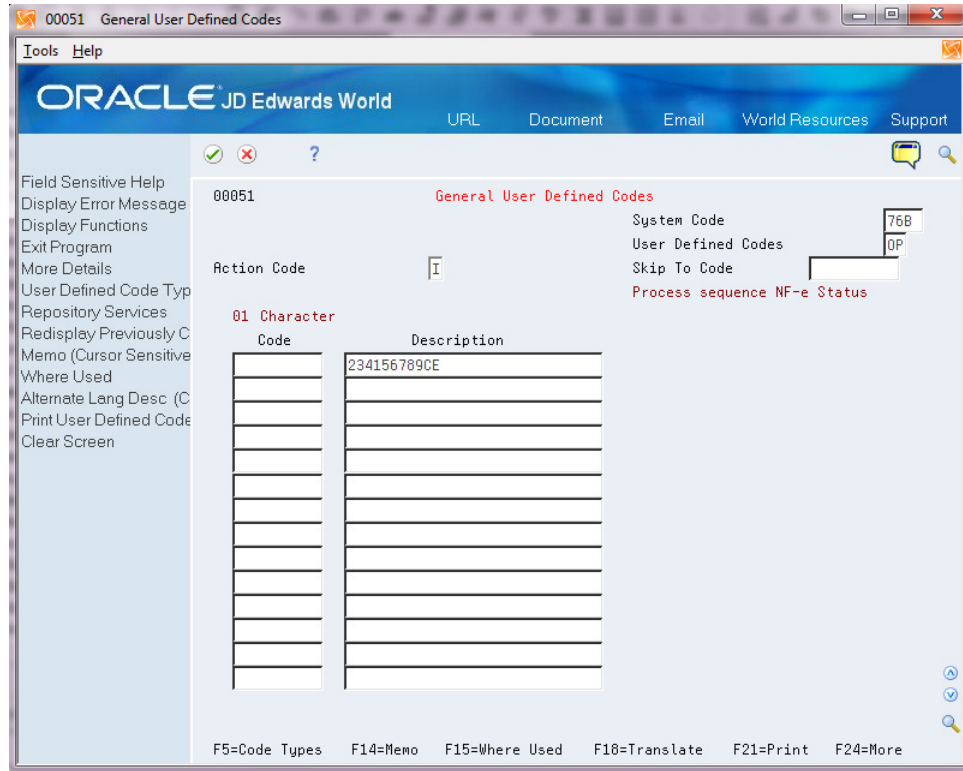 00051 General User Defined Codes
Tools Help
ORACLE JD Edwards World
URL Document Email World Resources Support
?
Field Sensitive Help
Display Error Message
Display Functions
Exit Program
More Details
User Defined Code Typ
Repository Services
Redisplay Previously C
Memo (Cursor Sensitive
Where Used
Alternate Lang Desc (C
Print User Defined Code
Clear Screen
00051 General User Defined Codes
System Code 76B
User Defined Codes OP
Action Code I Skip To Code
Process sequence NF-e Status
01 Character
Code Description
234156789CE
F5=Code Types F14=Memo F15=Where Used F18=Translate F21=Print F24=More